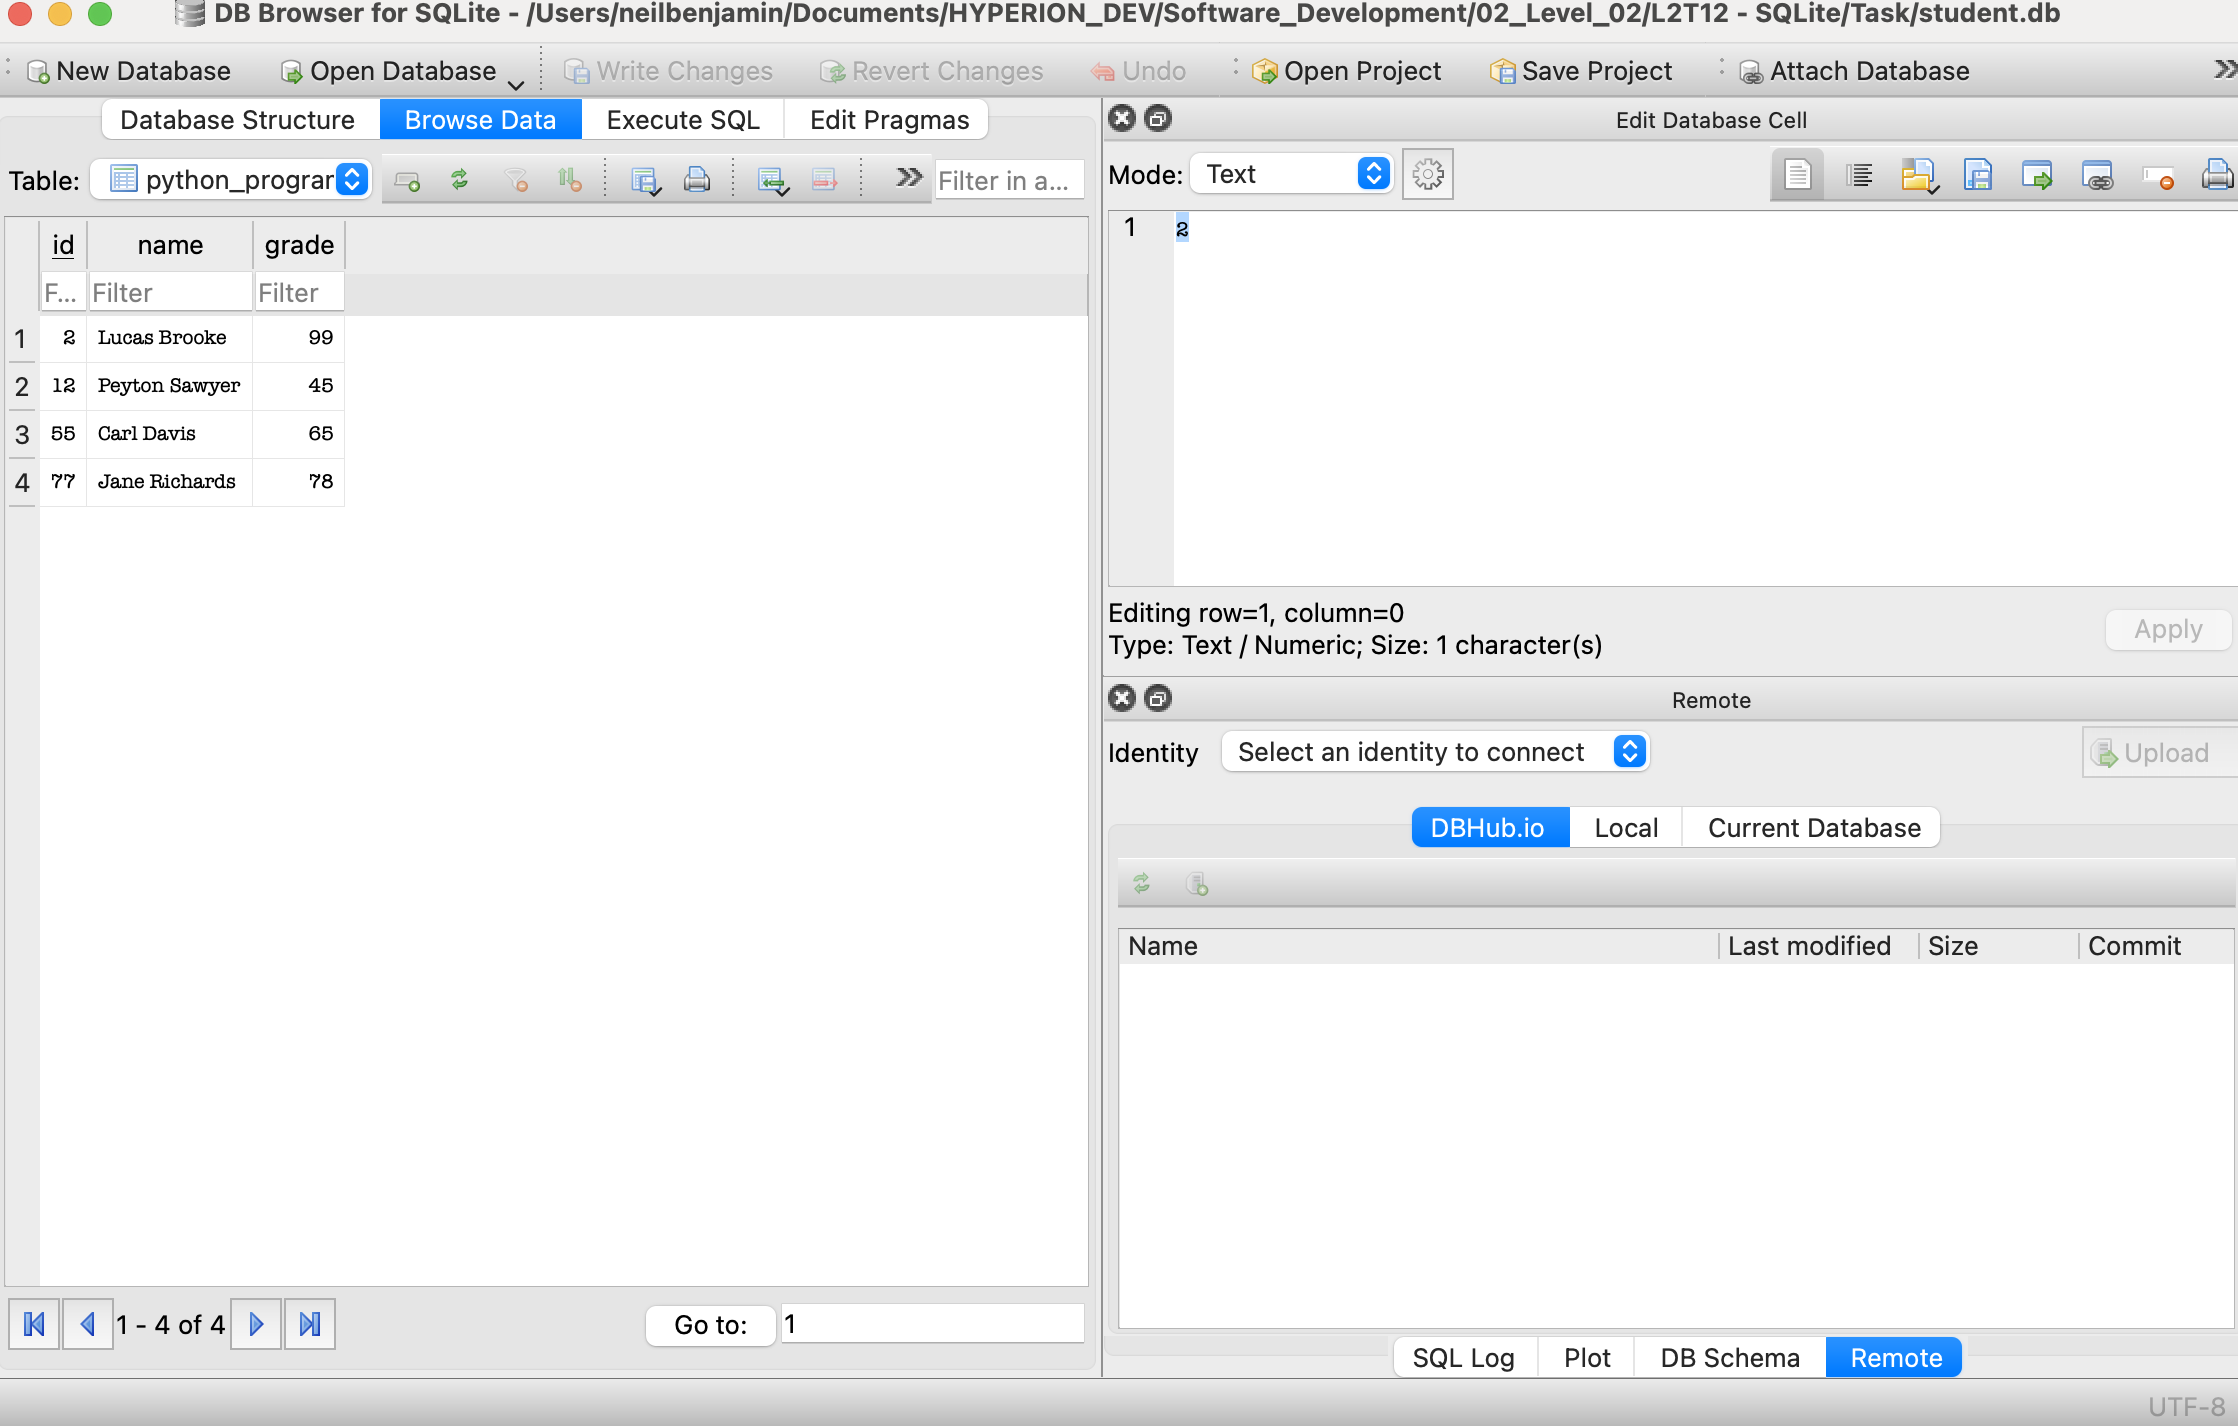 DB Browser for SQLite - /Users/neilbenjamin/Documents/HYPERION_DEV/Software_Development/02_Level_02/L2T12 - SQLite/Task/student.db
New Database Open Database Write Changes Revert Changes Undo Open Project Save Project Attach Database
Database Structure Browse Data Execute SQL Edit Pragmas
Table: python_prograr Filter in a...
id name grade
F... Filter Filter
1 2 Lucas Brooke 99
2 12 Peyton Sawyer 45
3 55 Carl Davis 65
4 77 Jane Richards 78
1 - 4 of 4 Go to: 1
Edit Database Cell
Mode: Text
1 2
Editing row=1, column=0
Type: Text / Numeric; Size: 1 character(s)
Apply
Remote
Identity Select an identity to connect Upload
DBHub.io Local Current Database
Name Last modified Size Commit
SQL Log Plot DB Schema Remote
UTF-8